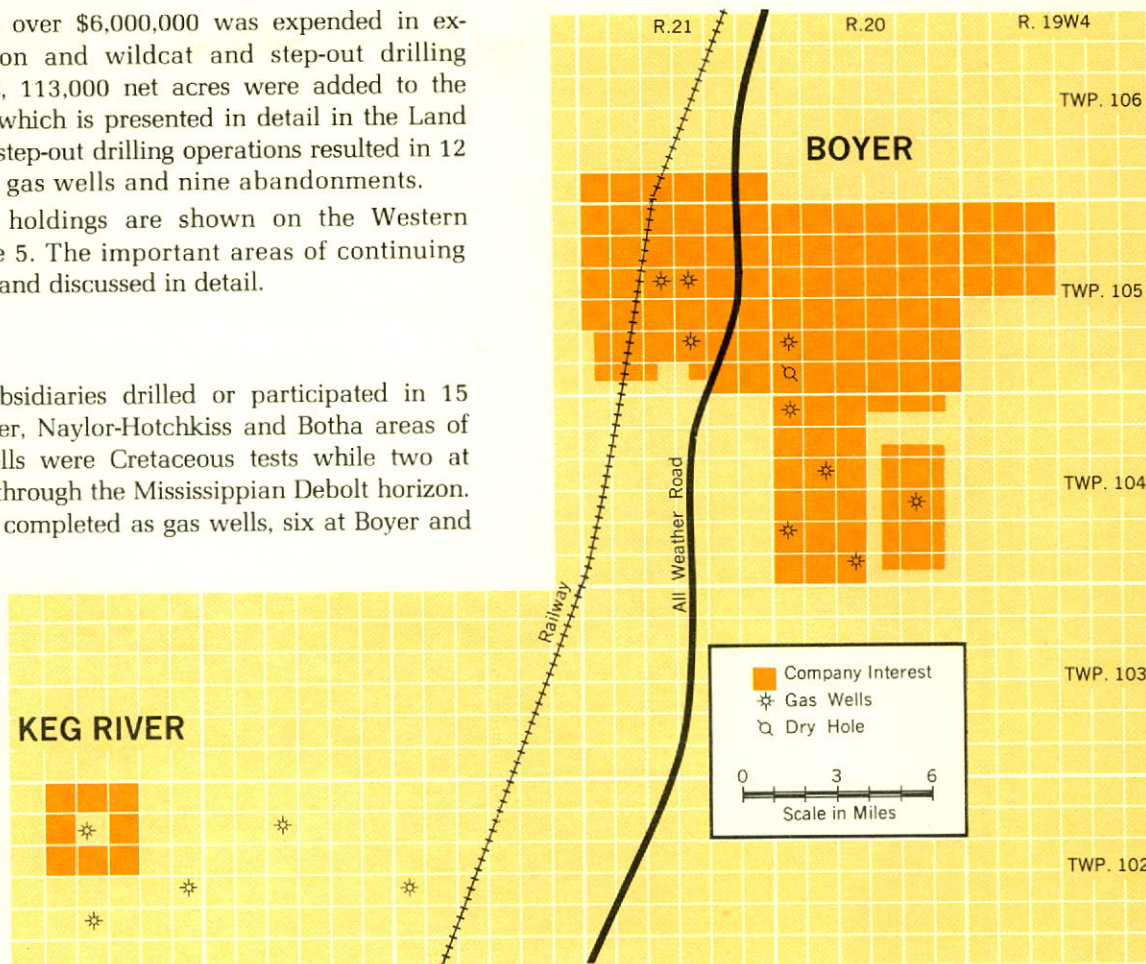 over $6,000,000 was expended in ex-
on and wildcat and step-out drilling
113,000 net acres were added to the
which is presented in detail in the Land
step-out drilling operations resulted in 12
gas wells and nine abandonments.
holdings are shown on the Western
e 5. The important areas of continuing
and discussed in detail.
bsidiaries drilled or participated in 15
er, Naylor-Hotchkiss and Botha areas of
ells were Cretaceous tests while two at
through the Mississippian Debolt horizon.
completed as gas wells, six at Boyer and
R.21
R.20
R. 19W4
TWP. 106
BOYER
TWP. 105
TWP. 104
All Weather Road
Railway
TWP. 103
Company Interest
Gas Wells
Dry Hole
0 3 6
Scale in Miles
KEG RIVER
TWP. 102